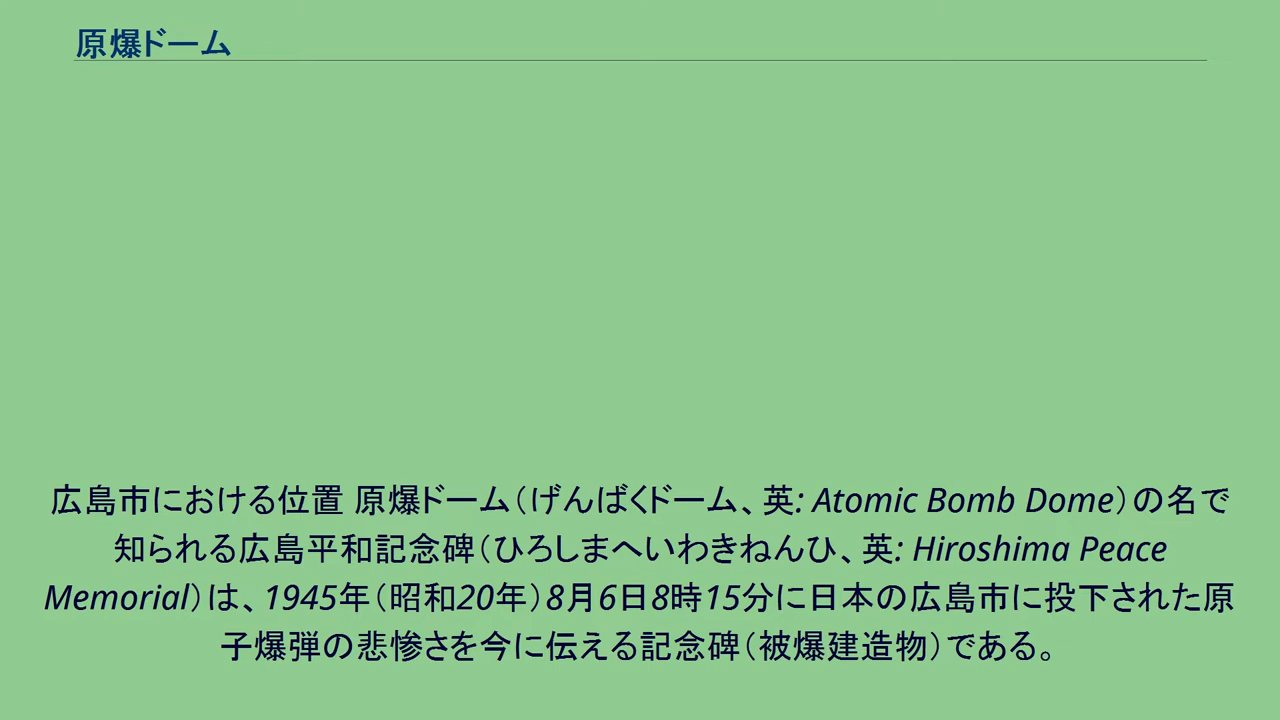 原爆ドーム
広島市における位置 原爆ドーム（げんばくドーム、英: Atomic Bomb Dome）の名で
知られる広島平和記念碑（ひろしまへいわきねんひ、英: Hiroshima Peace
Memorial）は、1945年（昭和20年）8月6日8時15分に日本の広島市に投下された原
子爆弾の悲惨さを今に伝える記念碑（被爆建造物）である。